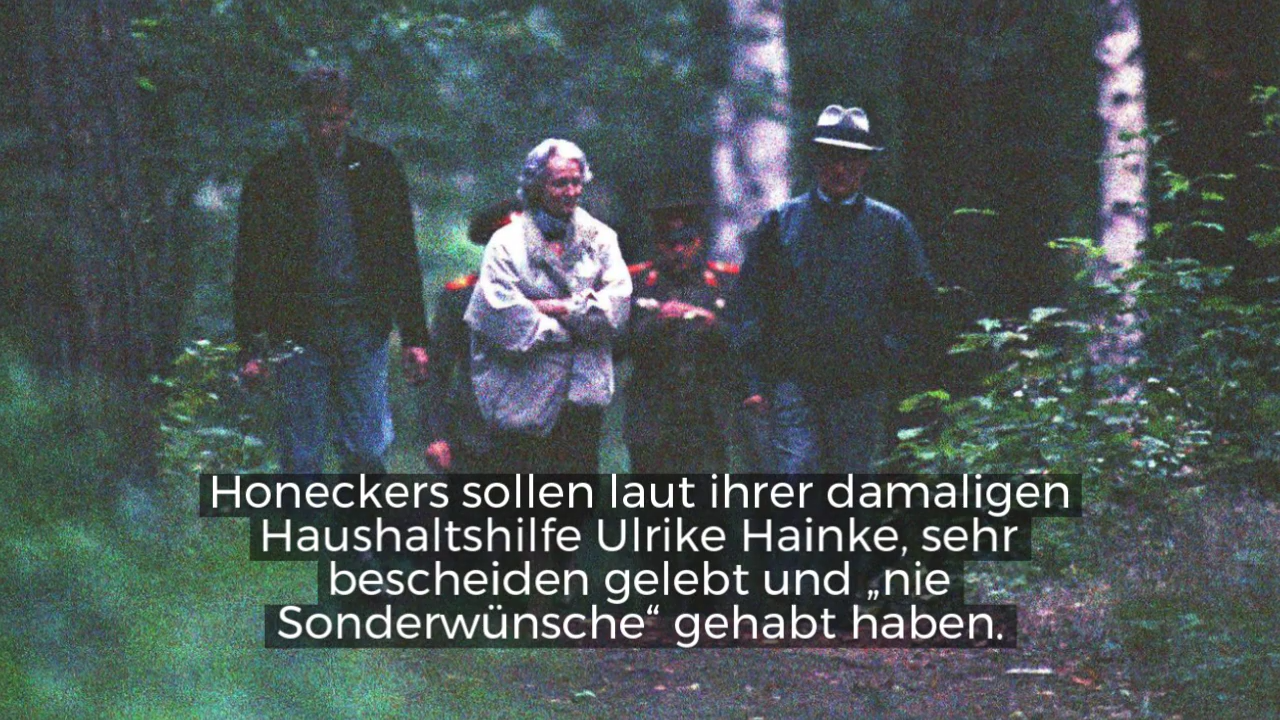 Honeckers sollen laut ihrer damaligen
Haushaltshilfe Ulrike Hainke, sehr
bescheiden gelebt und „nie
Sonderwünsche“ gehabt haben.